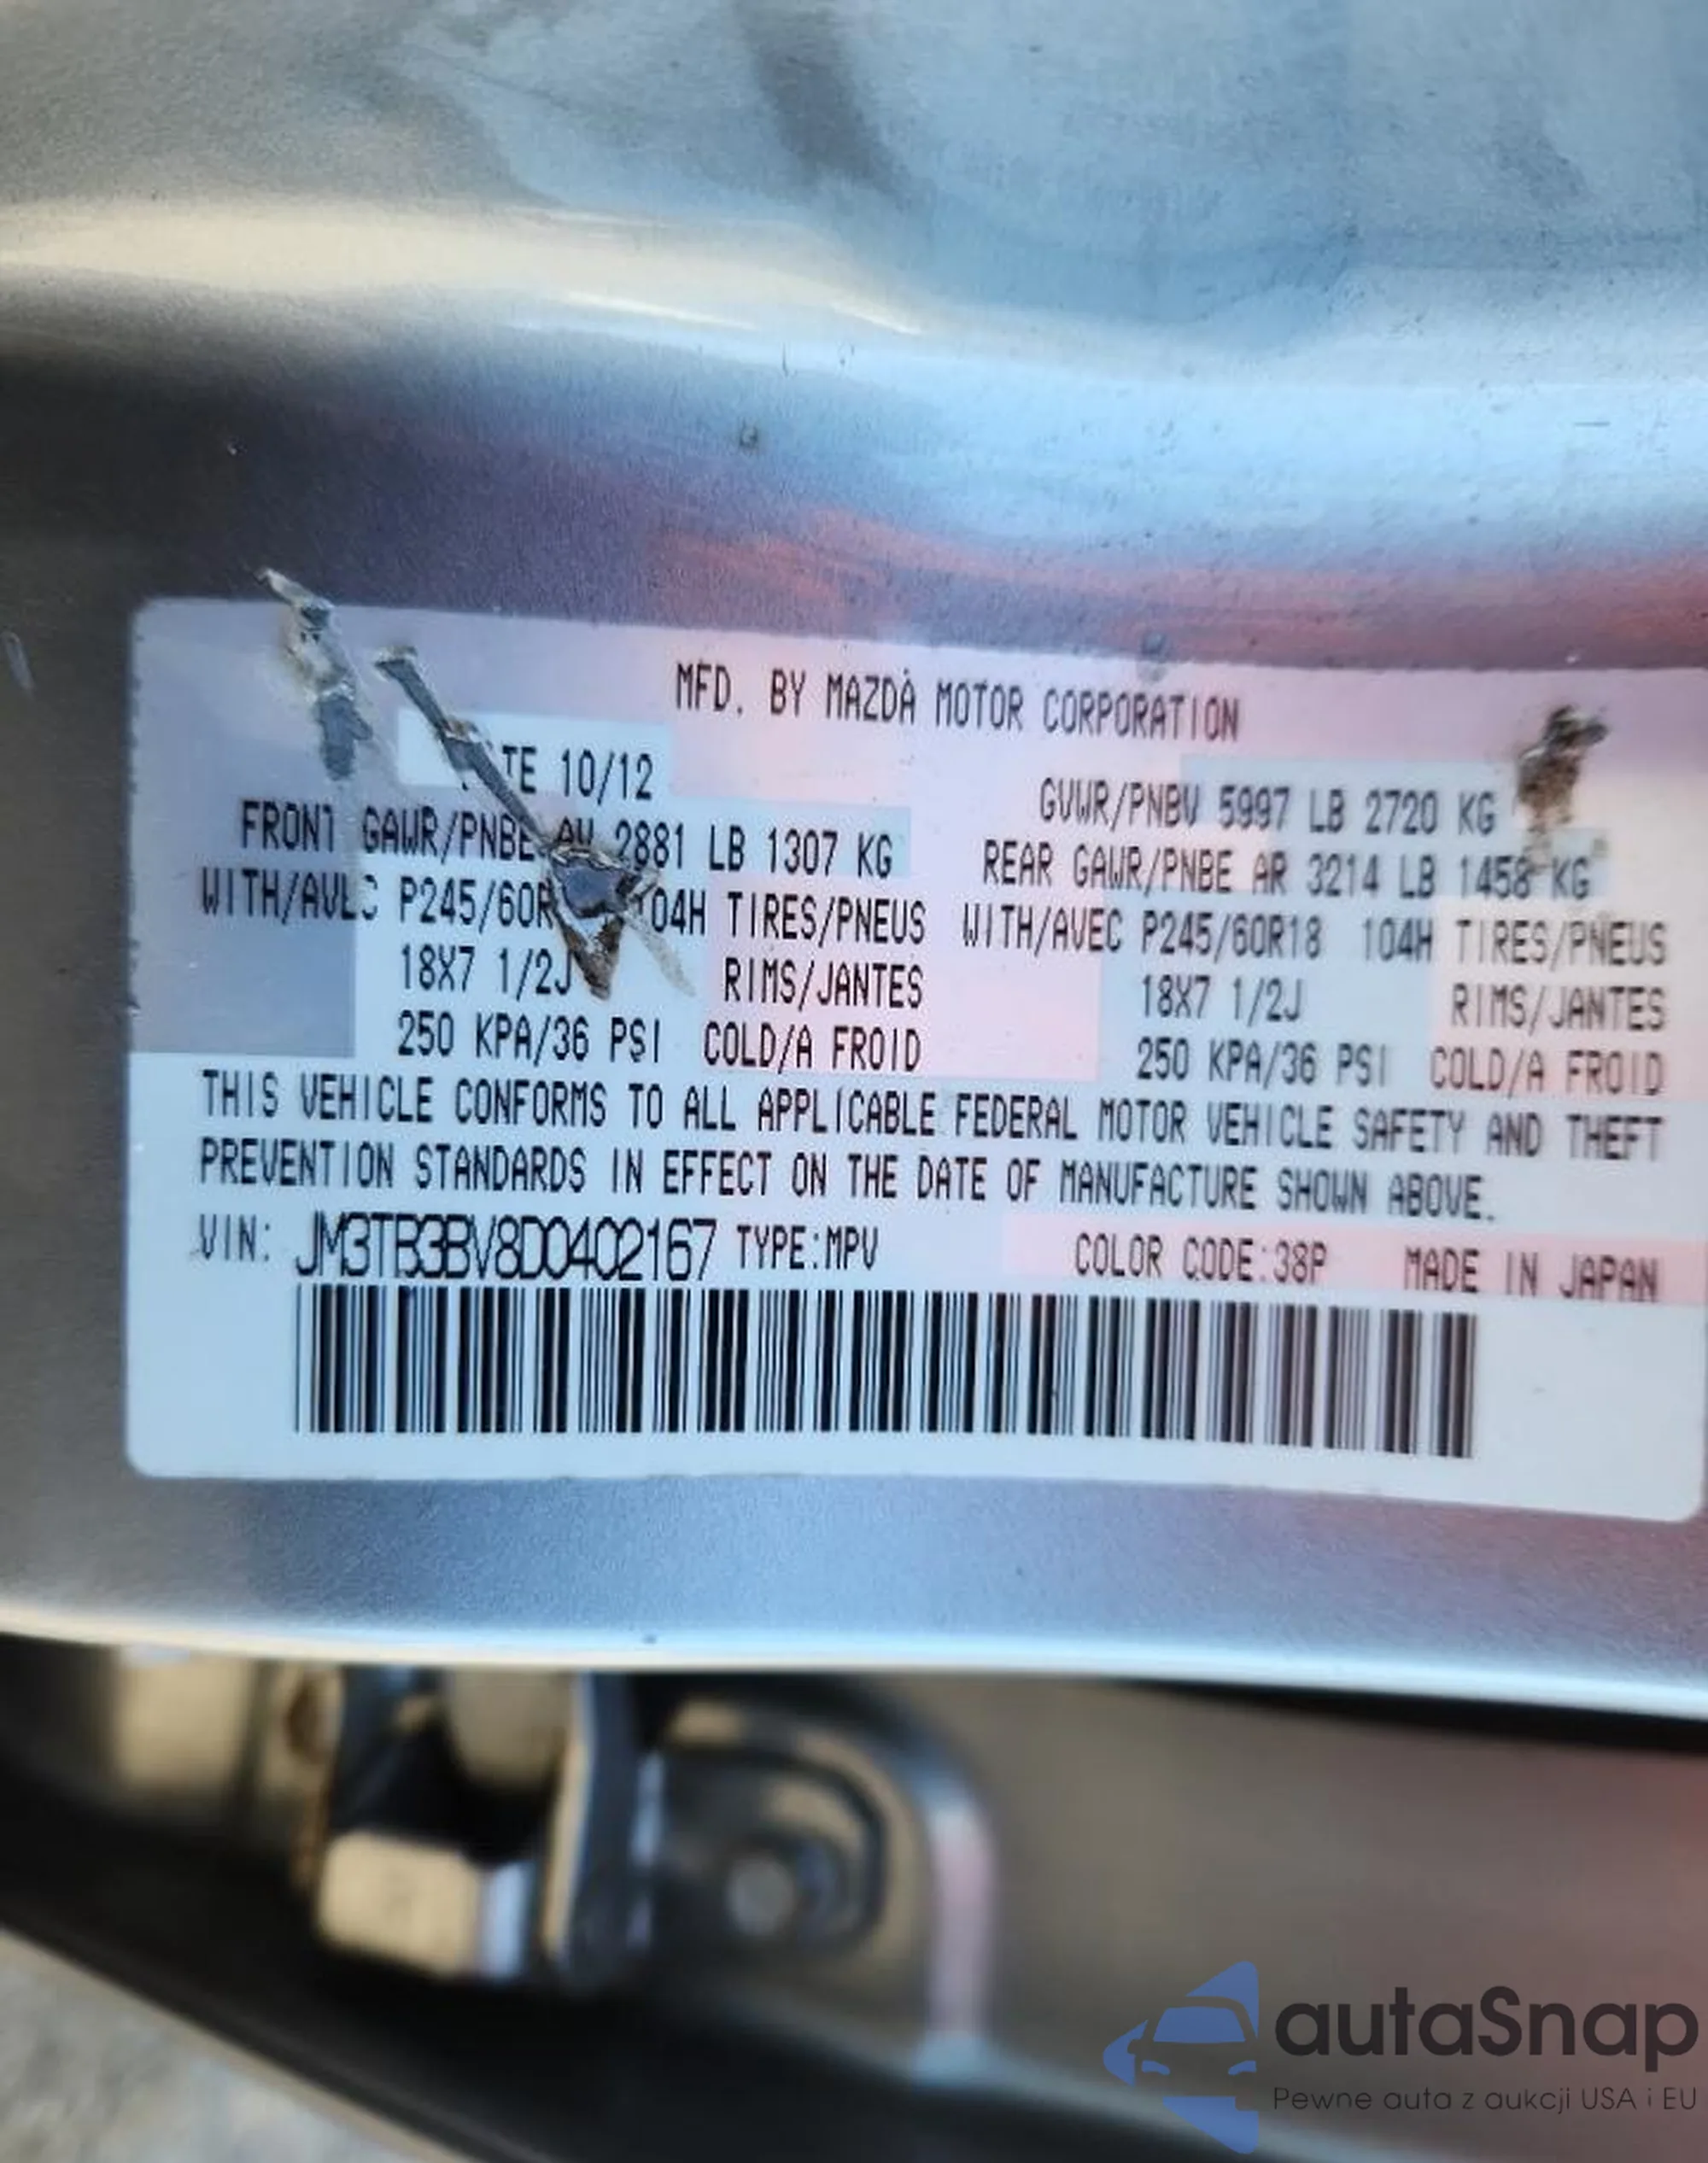 MFD. BY MAZDA MOTOR CORPORATION
10/12
GVWR/PNBV 5997 LB 2720 KG
FRONT GAWR/PNBE AV 2881 LB 1307 KG
REAR GAWR/PNBE AR 3214 LB 1458 KG
WITH/AVEC P245/60R 104H TIRES/PNEUS
WITH/AVEC P245/60R18 104H TIRES/PNEUS
18X7 1/2J RIMS/JANTES
18X7 1/2J RIMS/JANTES
250 KPA/36 PSI COLD/A FROID
250 KPA/36 PSI COLD/A FROID
THIS VEHICLE CONFORMS TO ALL APPLICABLE FEDERAL MOTOR VEHICLE SAFETY AND THEFT
PREVENTION STANDARDS IN EFFECT ON THE DATE OF MANUFACTURE SHOWN ABOVE.
VIN: JM3TB3BV8D0402167 TYPE:MPV COLOR CODE:38P MADE IN JAPAN
autaSnap
Pewne auta z aukcji USA i EU